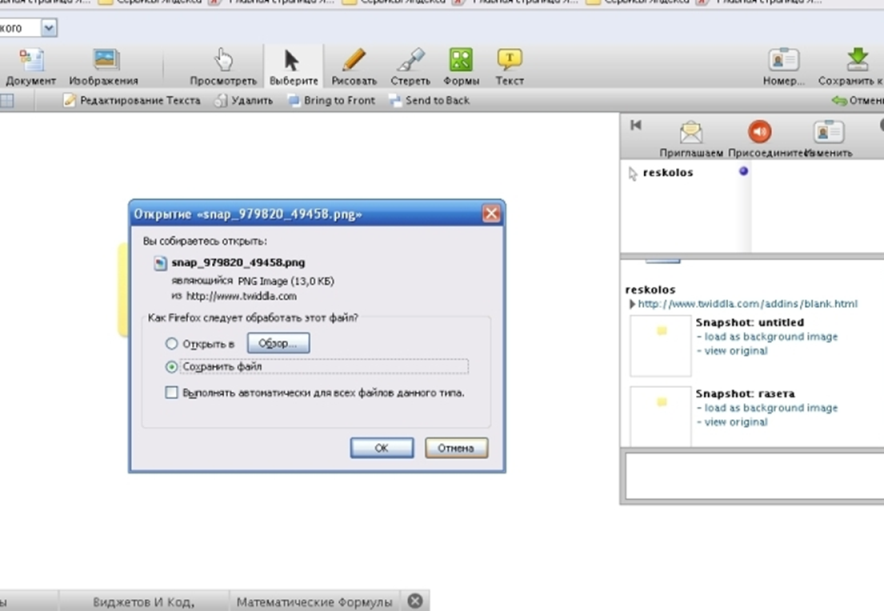 кого
Документ Изображения Просмотреть Выберите Рисовать Стереть Формы Текст Номер... Сохранить к
Редактирование Текста Удалить Bring to Front Send to Back Отмен
Приглашаем Присоединитес Изменить
reskolos
Открытие «snap_979820_49458.png»
Вы собираетесь открыть:
snap_979820_49458.png
являющийся PNG Image (13,0 КБ)
из http://www.twiddla.com
Как Firefox следует обработать этот файл?
Открыть в Обзор...
Сохранить файл
Выполнять автоматически для всех файлов данного типа.
ОК Отмена
reskolos
http://www.twiddla.com/addins/blank.html
Snapshot: untitled
- load as background image
- view original
Snapshot: газета
- load as background image
- view original
ы Виджетов И Код, Математические Формулы